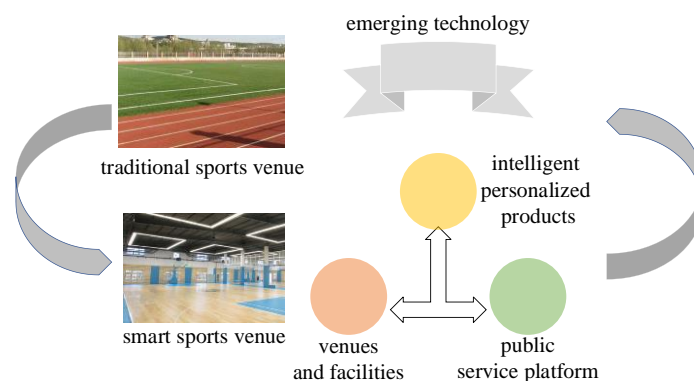 emerging technology
traditional sports venue
intelligent
personalized
products
smart sports venue
venues
and facilities
public
service platform